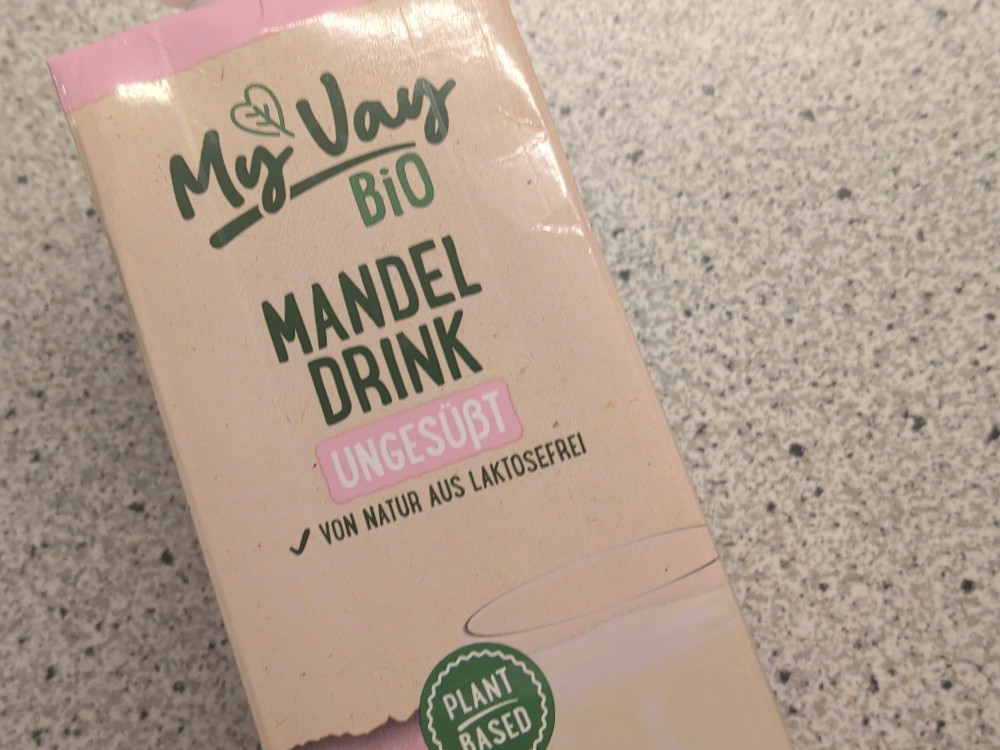 My Vay
BiO
MANDEL
DRINK
UNGESÜßT
✓ VON NATUR AUS LAKTOSEFREI
PLANT
BASED